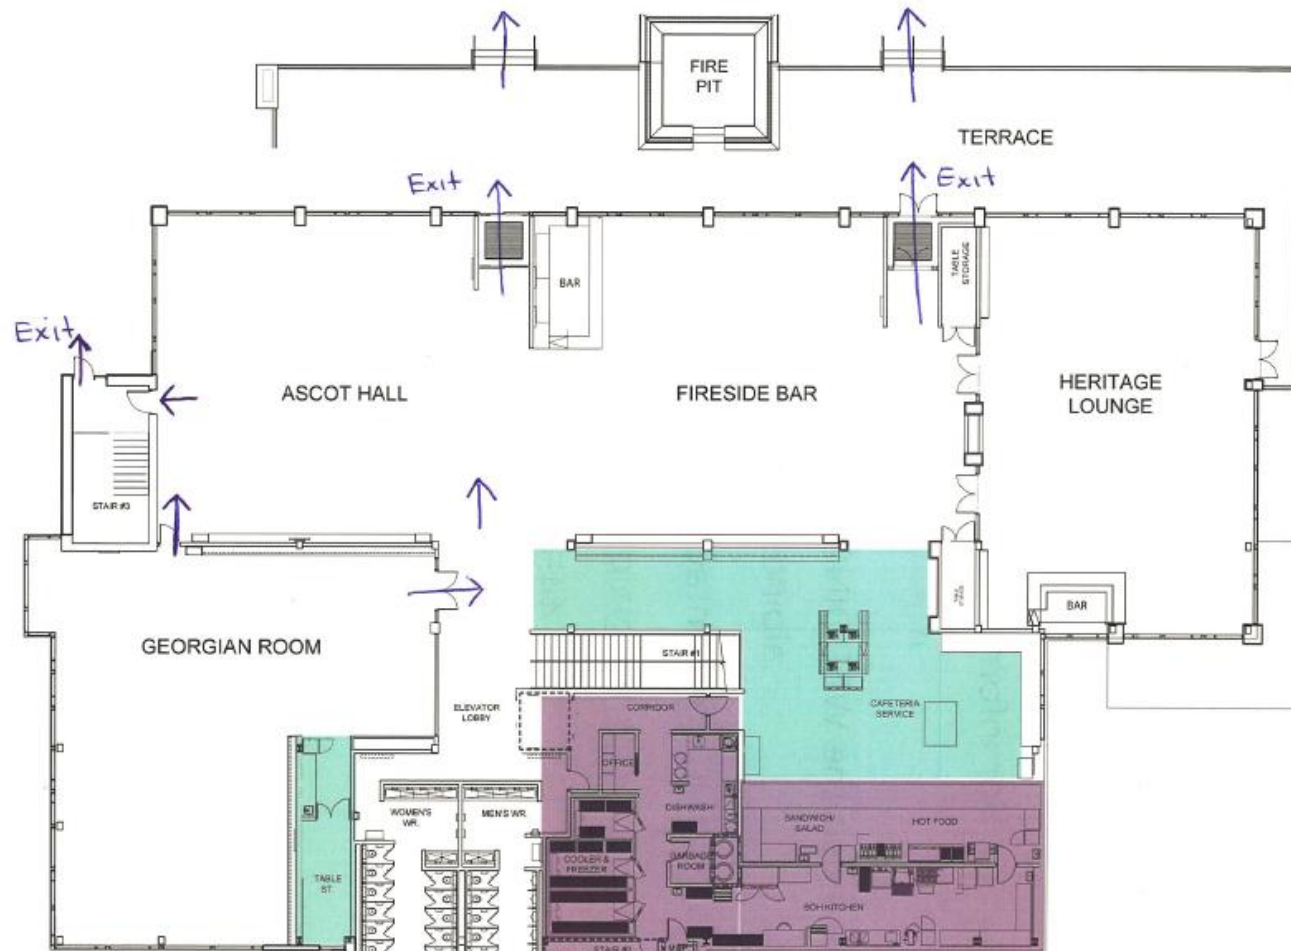 FIRE
PIT
TERRACE
Exit
Exit
TABLE
STORAGE
BAR
Exit
ASCOT HALL
FIRESIDE BAR
HERITAGE
LOUNGE
STAIR #3
BAR
GEORGIAN ROOM
STAIR #1
ELEVATOR
LOBBY
CORRIDOR
CAFETERIA
SERVICE
OFFICE
WOMEN'S
WR.
MEN'S WR.
DISHWASH
SANDWICH/
SALAD
HOT FOOD
COOLER &
FREEZER
GARBAGE
ROOM
TABLE
ST.
BOH KITCHEN